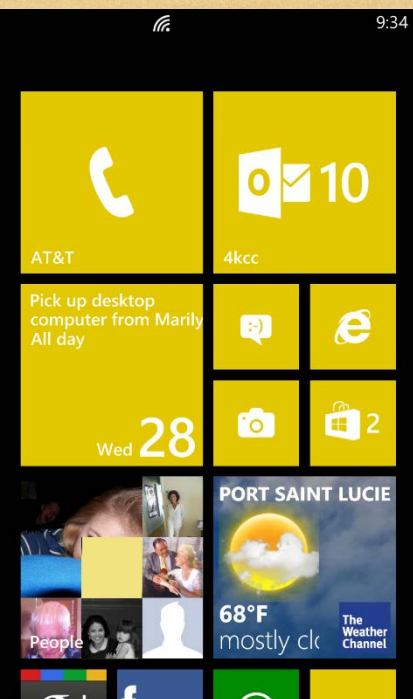 9:34
AT&T
10
4kcc
Pick up desktop
computer from Marily
All day
Wed 28
:-)
2
People
PORT SAINT LUCIE
68°F
mostly clo
The
Weather
Channel